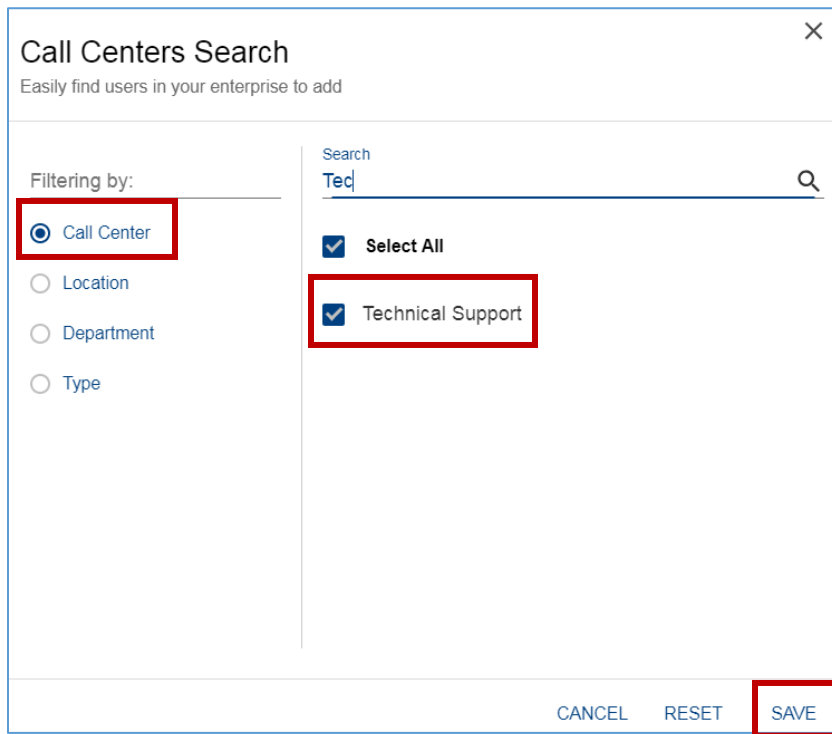 Call Centers Search
Easily find users in your enterprise to add
Filtering by:
Call Center
Location
Department
Type
Search
Tec
Select All
Technical Support
CANCEL
RESET
SAVE